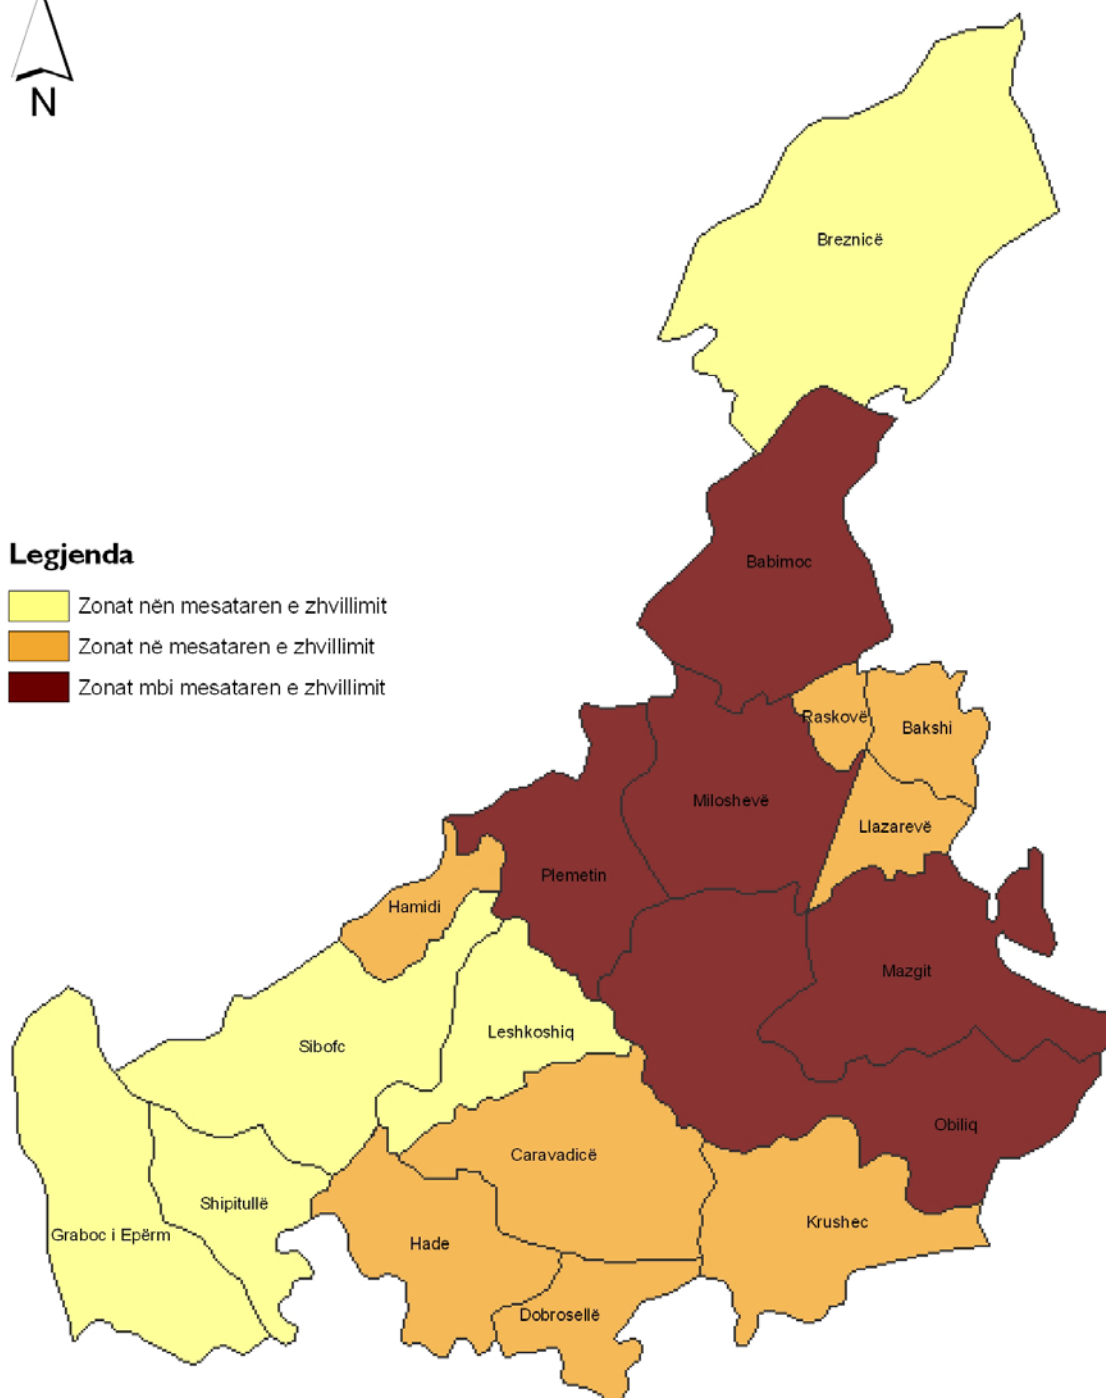 N
Breznicë
Legjenda
Zonat nën mesataren e zhvillimit
Zonat në mesataren e zhvillimit
Zonat mbi mesataren e zhvillimit
Babimoc
Raskovë
Bakshi
Miloshevë
Llazarevë
Plemetin
Hamidi
Mazgit
Leshkoshiq
Sibofc
Obiliq
Caravadicë
Shipitullë
Krushec
Graboc i Epërm
Hade
Dobrosellë